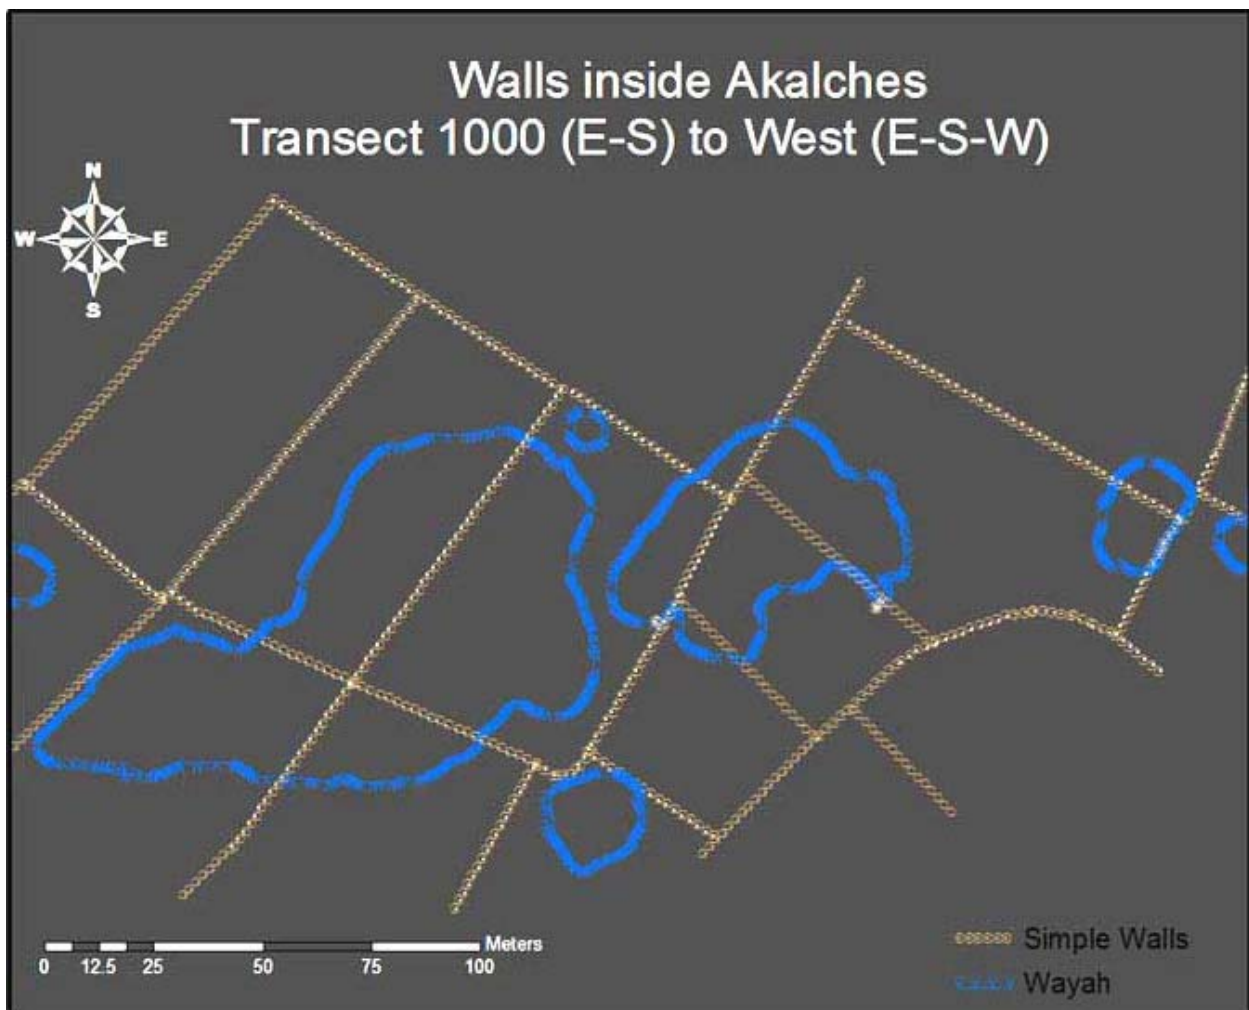 Walls inside Akalches
Transect 1000 (E-S) to West (E-S-W)
N
W E
S
Meters
0 12.5 25 50 75 100
Simple Walls
Wayah